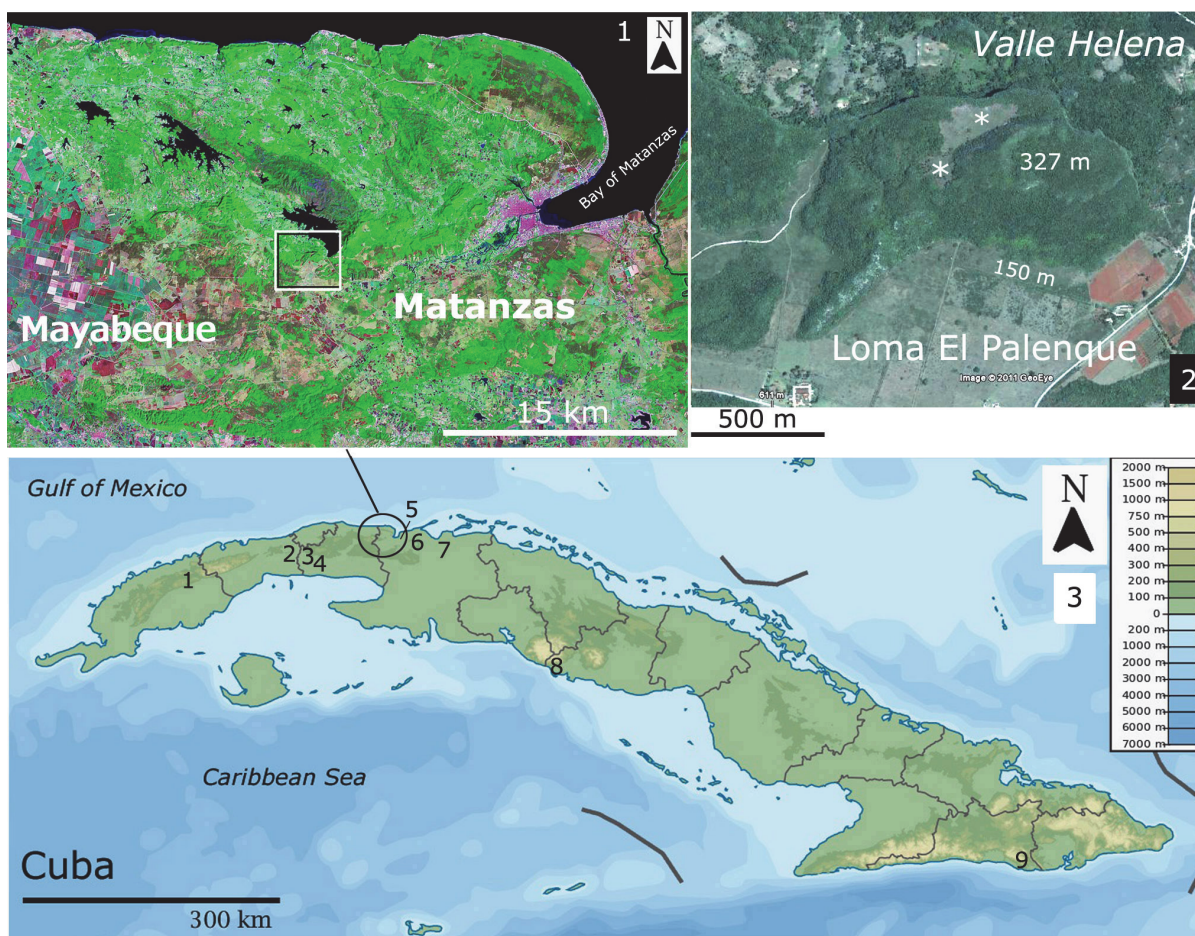 1
N
Bay of Matanzas
Mayabeque
Matanzas
15 km
Valle Helena
*
*
327 m
150 m
Loma El Palenque
Image © 2011 GeoEye
611 m
2
500 m
Gulf of Mexico
5
6
7
2
3
4
1
8
9
Caribbean Sea
Cuba
300 km
N
3
2000 m
1500 m
1000 m
750 m
500 m
400 m
300 m
200 m
100 m
0
200 m
1000 m
2000 m
3000 m
4000 m
5000 m
6000 m
7000 m